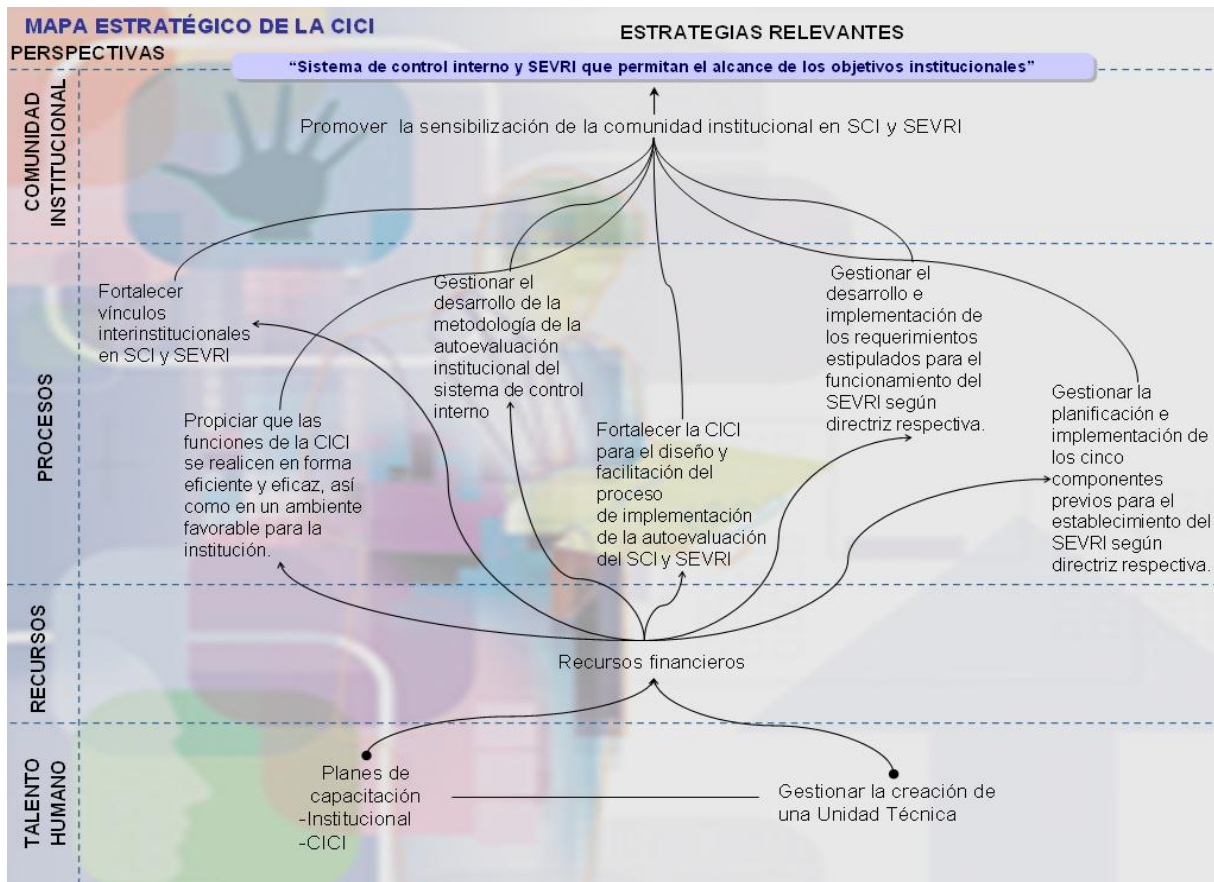 MAPA ESTRATÉGICO DE LA CICI
ESTRATEGIAS RELEVANTES
PERSPECTIVAS
“Sistema de control interno y SEVRI que permitan el alcance de los objetivos institucionales”
COMUNIDAD
INSTITUCIONAL
Promover la sensibilización de la comunidad institucional en SCI y SEVRI
PROCESOS
Fortalecer
vínculos
interinstitucionales
en SCI y SEVRI
Propiciar que las
funciones de la CICI
se realicen en forma
eficiente y eficaz, así
como en un ambiente
favorable para la
institución.
Gestionar el
desarrollo de la
metodología de la
autoevaluación
institucional del
sistema de control
interno
Fortalecer la CICI
para el diseño y
facilitación del
proceso
de implementación
de la autoevaluación
del SCI y SEVRI
Gestionar el
desarrollo e
implementación de
los requerimientos
estipulados para el
funcionamiento del
SEVRI según
directriz respectiva.
Gestionar la
planificación e
implementación de
los cinco
componentes
previos para el
establecimiento del
SEVRI según
directriz respectiva.
RECURSOS
Recursos financieros
TALENTO
HUMANO
Planes de
capacitación
-Institucional
-CICI
Gestionar la creación de
una Unidad Técnica